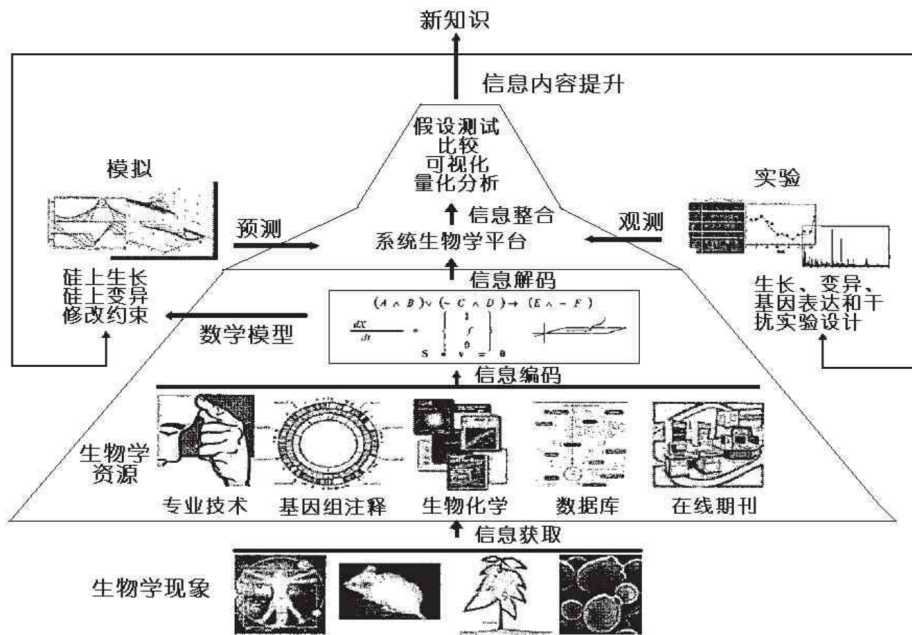 新知识
信息内容提升
假设测试
比较
可视化
量化分析
模拟
实验
信息整合
预测
观测
系统生物学平台
硅上生长
硅上变异
修改约束
信息解码
生长、变异、
基因表达和干
扰实验设计
(A ∧ B) ∨ (~ C ∧ D) → (E ∧ ~ F)
数学模型
dX
dt
=
S • v = 0
信息编码
生物学
资源
专业技术
基因组注释
生物化学
数据库
在线期刊
信息获取
生物学现象